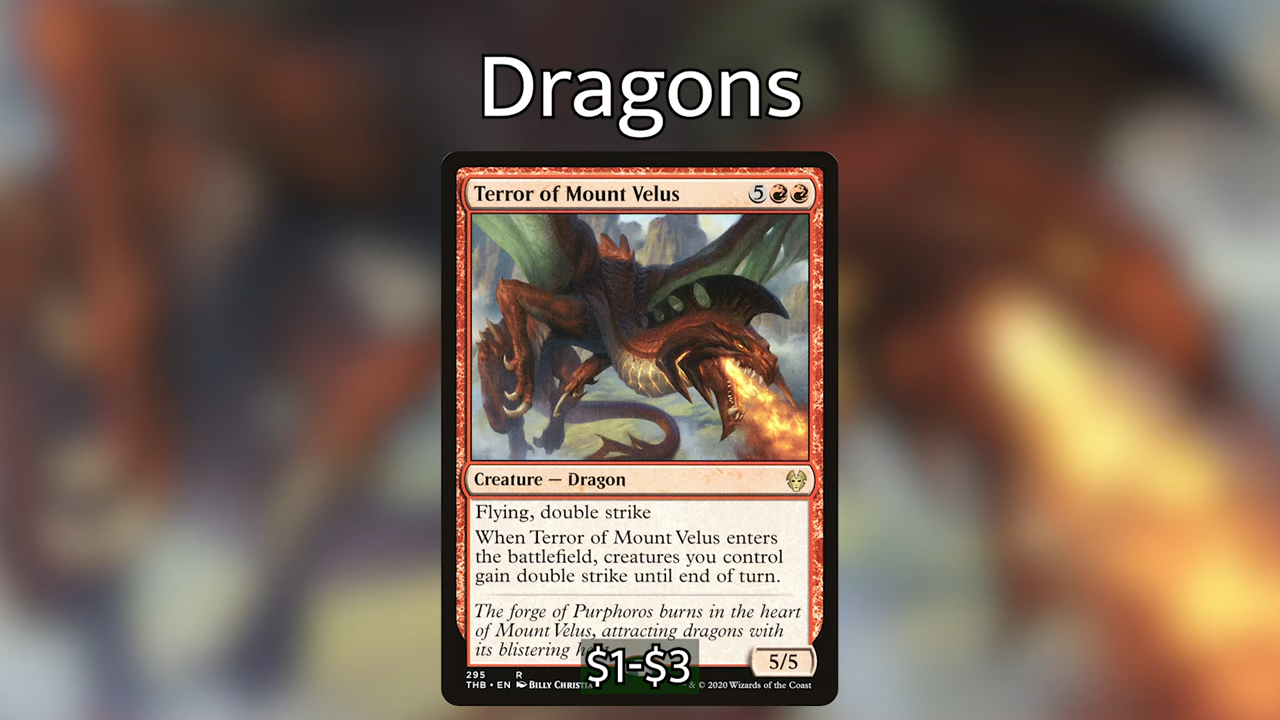 Dragons
Terror of Mount Velus 5
Creature — Dragon
Flying, double strike
When Terror of Mount Velus enters
the battlefield, creatures you control
gain double strike until end of turn.
The forge of Purphoros burns in the heart
of Mount Velus, attracting dragons with
its blistering
$1-$3
5/5
295 R
THB • EN BILLY & © 2020 Wizards of the Coast